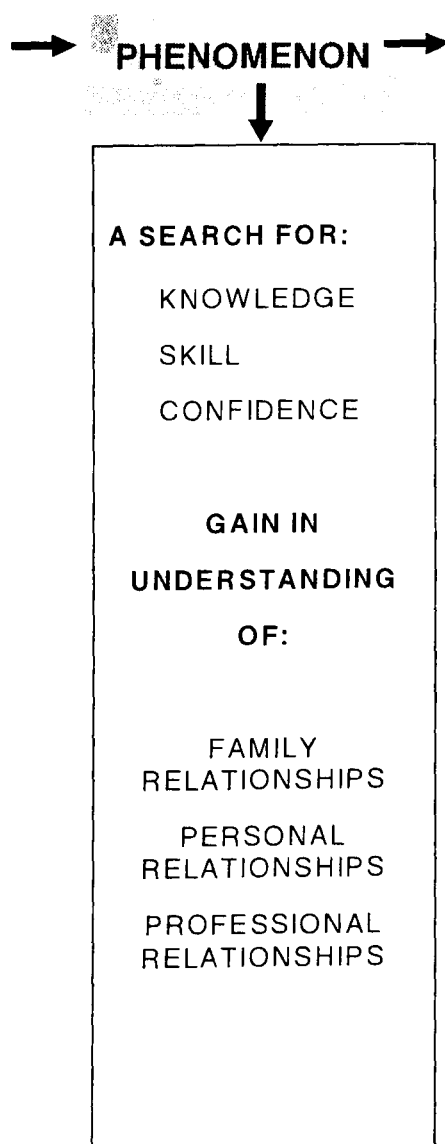 PHENOMENON
A SEARCH FOR:
KNOWLEDGE
SKILL
CONFIDENCE
GAIN IN
UNDERSTANDING
OF:
FAMILY
RELATIONSHIPS
PERSONAL
RELATIONSHIPS
PROFESSIONAL
RELATIONSHIPS